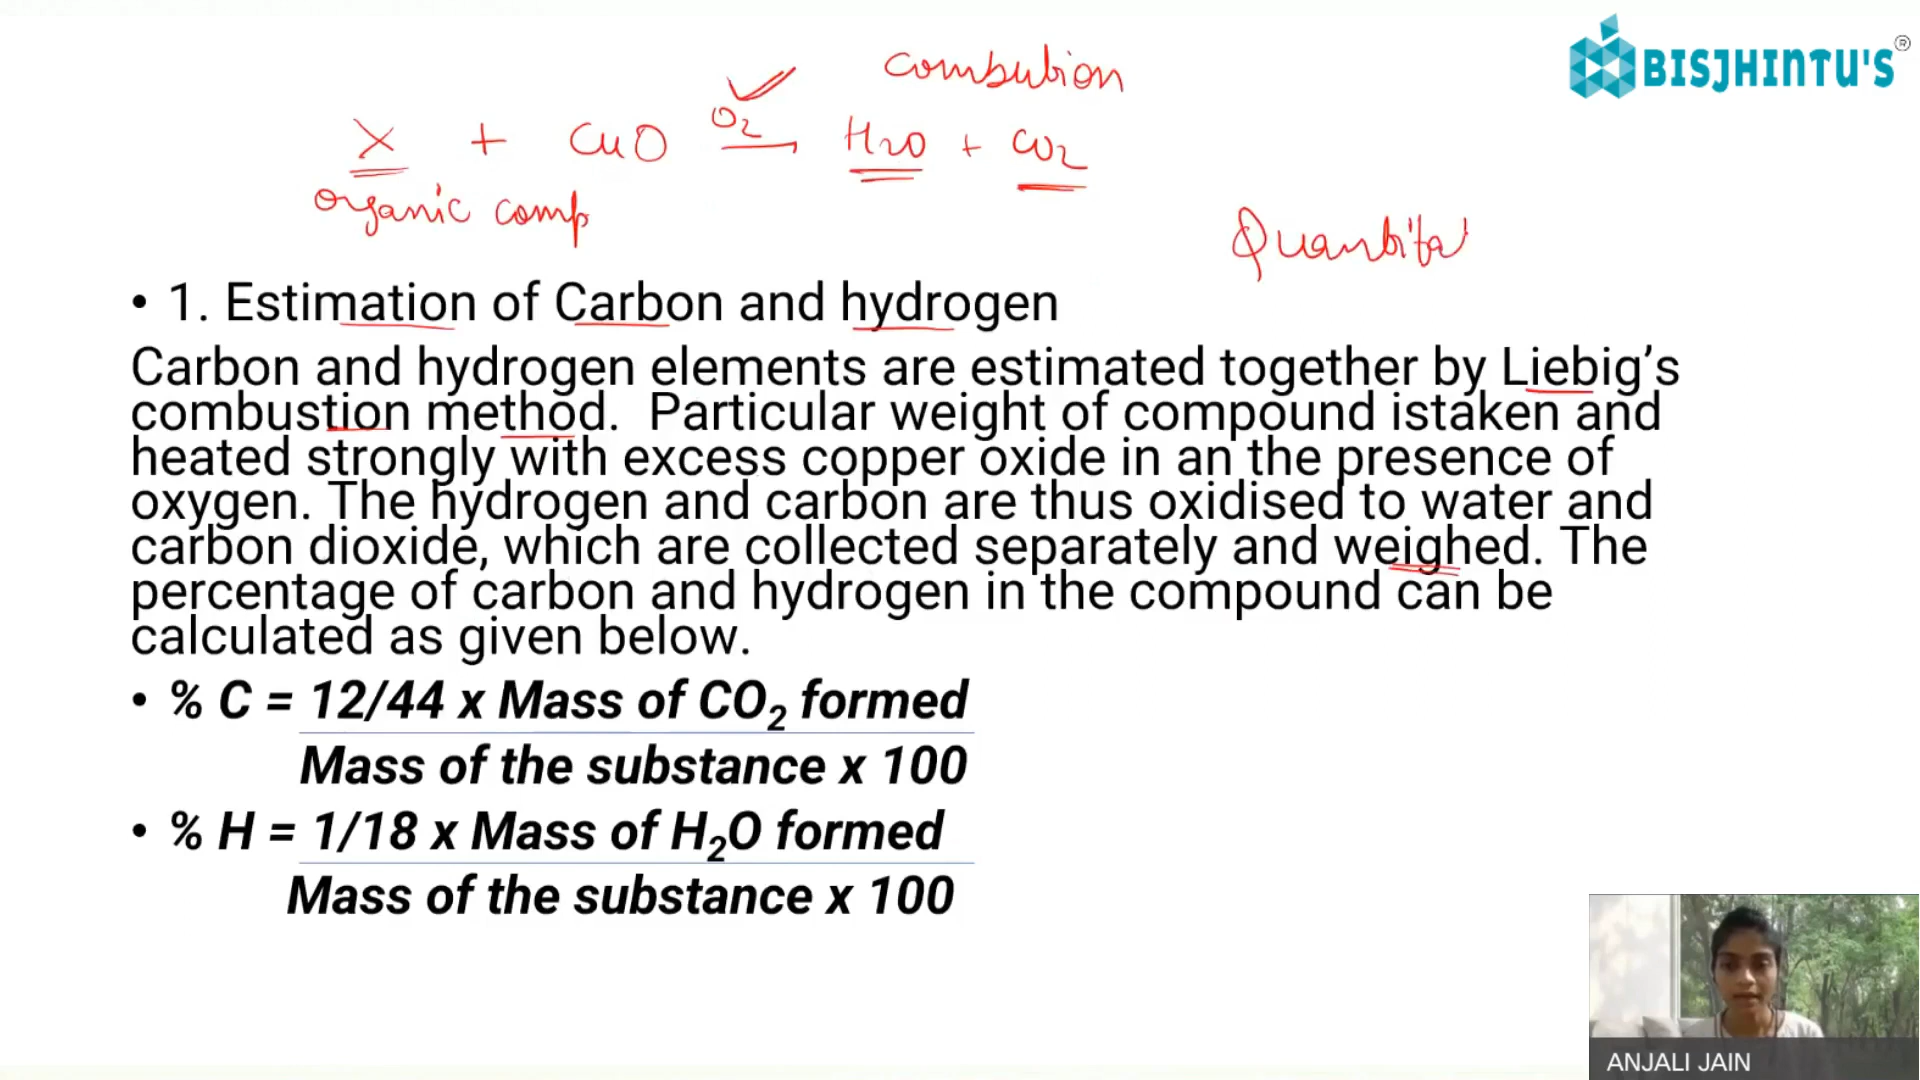 BISJHINTU'S®
combution
X + CuO O2 H2O + CO2
organic comp
Quantita
• 1. Estimation of Carbon and hydrogen
Carbon and hydrogen elements are estimated together by Liebig’s
combustion method.  Particular weight of compound istaken and
heated strongly with excess copper oxide in an the presence of
oxygen. The hydrogen and carbon are thus oxidised to water and
carbon dioxide, which are collected separately and weighed. The
percentage of carbon and hydrogen in the compound can be
calculated as given below.
• % C = 12/44 x Mass of CO₂ formed
Mass of the substance x 100
• % H = 1/18 x Mass of H₂O formed
Mass of the substance x 100
ANJALI JAIN